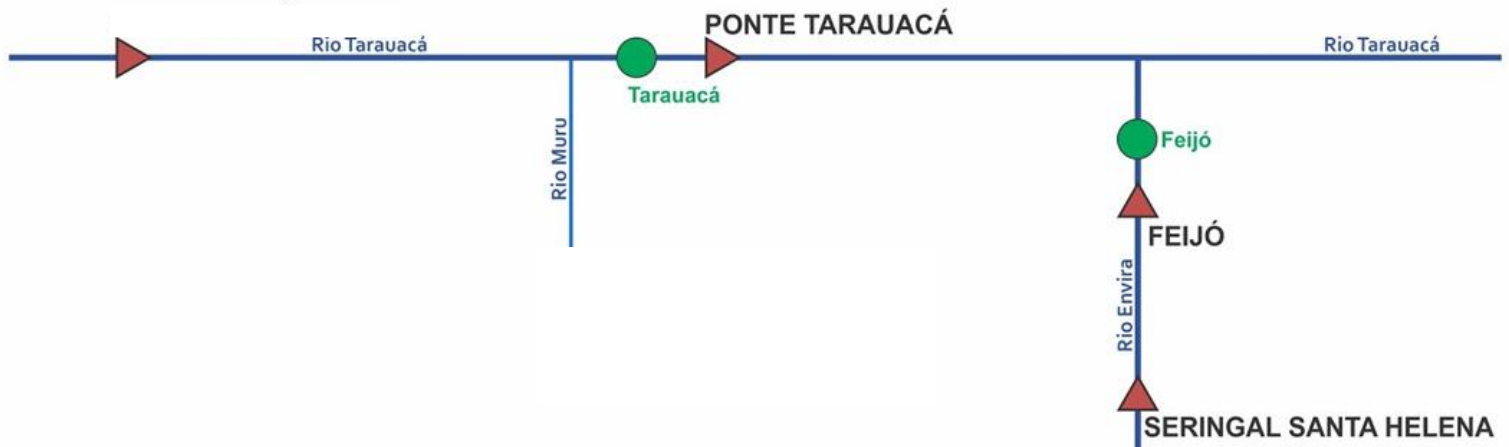 PONTE TARAUACÁ
Rio Tarauacá
Rio Tarauacá
Tarauacá
Rio Muru
Feijó
FEIJÓ
Rio Envira
SERINGAL SANTA HELENA